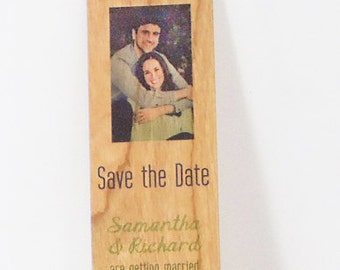 Save the Date
Samantha
& Richard
are getting married